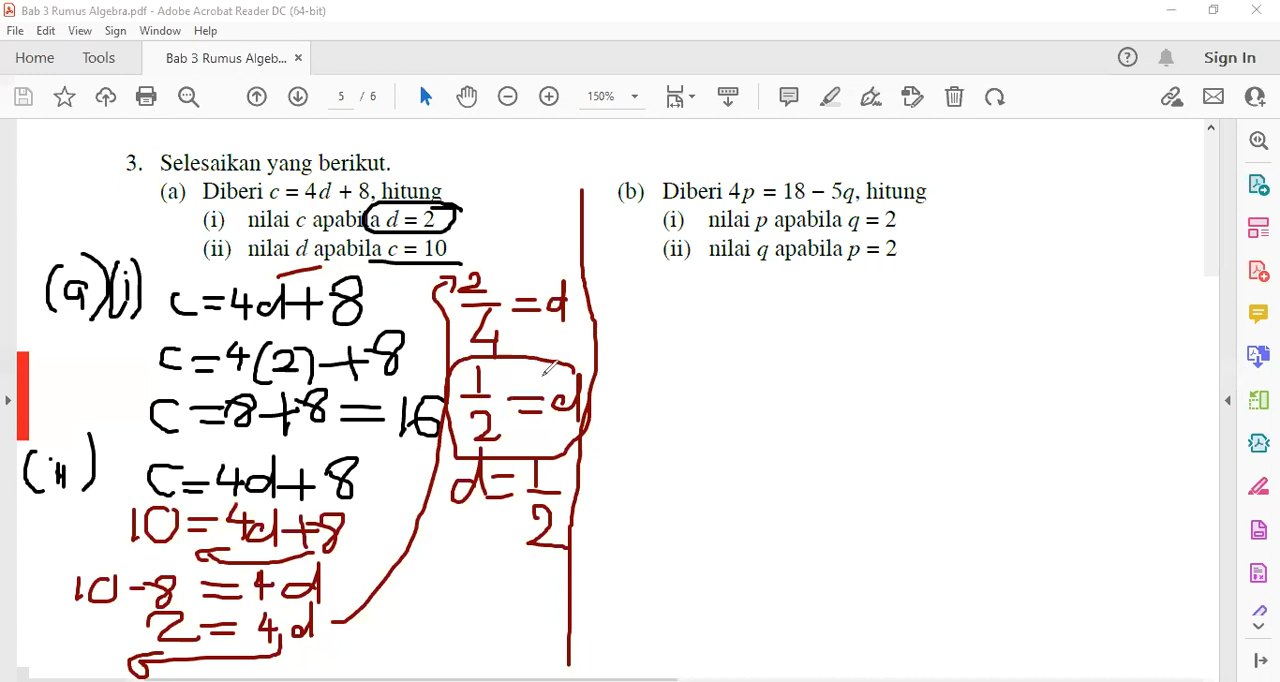 Bab 3 Rumus Algebra.pdf - Adobe Acrobat Reader DC (64-bit)
File Edit View Sign Window Help
Home Tools Bab 3 Rumus Algeb... × Sign In
5 / 6 150%
3. Selesaikan yang berikut.
(a) Diberi c = 4d + 8, hitung
(i) nilai c apabila d = 2
(ii) nilai d apabila c = 10
(b) Diberi 4p = 18 – 5q, hitung
(i) nilai p apabila q = 2
(ii) nilai q apabila p = 2
(a)(i) c = 4d + 8
c = 4(2) + 8
c = 8 + 8 = 16
(ii) c = 4d + 8
10 = 4d + 8
10 - 8 = 4d
2 = 4d
2/4 = d
1/2 = d
d = 1/2